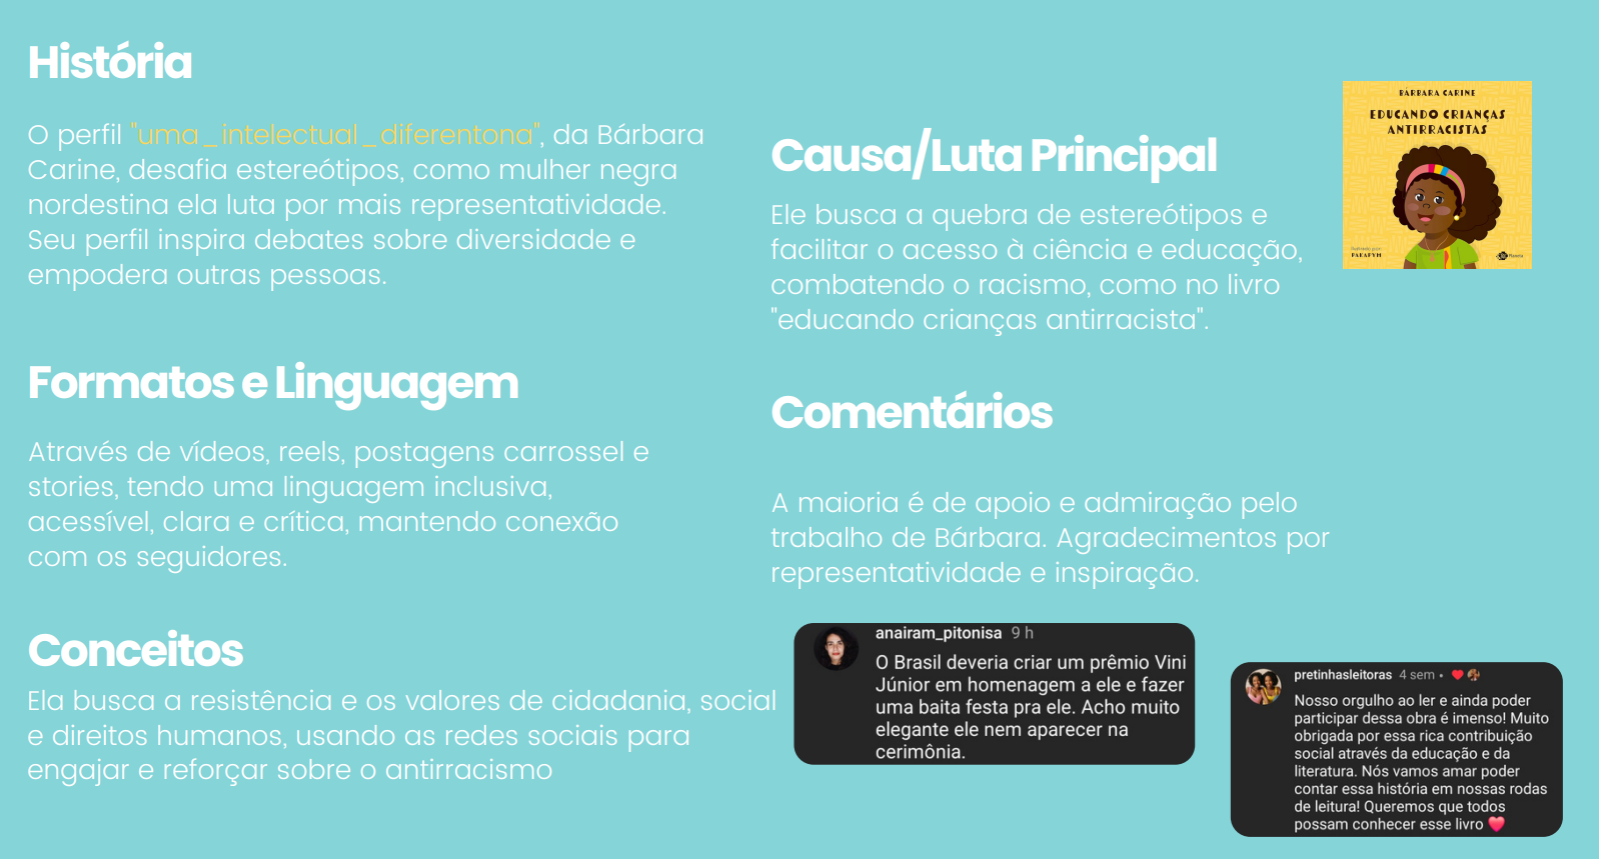 História
O perfil "uma_intelectual_diferentona", da Bárbara
Carine, desafia estereótipos, como mulher negra
nordestina ela luta por mais representatividade.
Seu perfil inspira debates sobre diversidade e
empodera outras pessoas.
Formatos e Linguagem
Através de vídeos, reels, postagens carrossel e
stories, tendo uma linguagem inclusiva,
acessível, clara e crítica, mantendo conexão
com os seguidores.
Conceitos
Ela busca a resistência e os valores de cidadania, social
e direitos humanos, usando as redes sociais para
engajar e reforçar sobre o antirracismo
Causa/Luta Principal
Ele busca a quebra de estereótipos e
facilitar o acesso à ciência e educação,
combatendo o racismo, como no livro
"educando crianças antirracista".
BÁRBARA CARINE
EDUCANDO CRIANÇAS
ANTIRRACISTAS
Planeta
Comentários
A maioria é de apoio e admiração pelo
trabalho de Bárbara. Agradecimentos por
representatividade e inspiração.
anairam_pitonisa 9 h
O Brasil deveria criar um prêmio Vini
Júnior em homenagem a ele e fazer
uma baita festa pra ele. Acho muito
elegante ele nem aparecer na
cerimônia.
pretinhasleitoras 4 sem •
Nosso orgulho ao ler e ainda poder
participar dessa obra é imenso! Muito
obrigada por essa rica contribuição
social através da educação e da
literatura. Nós vamos amar poder
contar essa história em nossas rodas
de leitura! Queremos que todos
possam conhecer esse livro